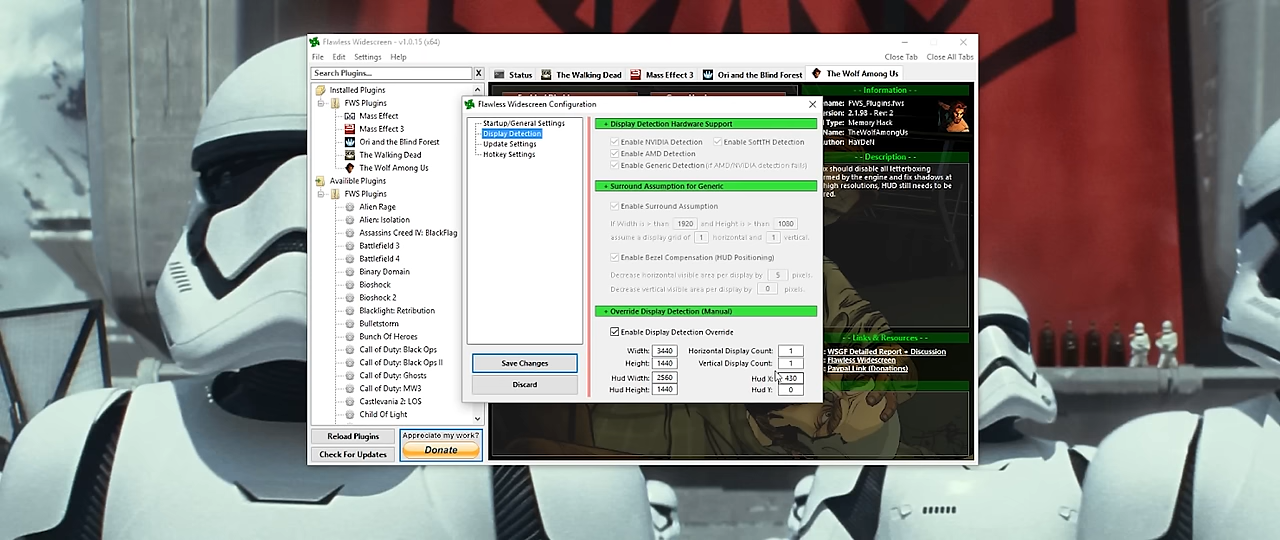 Flawless Widescreen - v1.0.15 (x64)
File Edit Settings Help
Close Tab Close All Tabs
Search Plugins... X
Status The Walking Dead Mass Effect 3 Ori and the Blind Forest The Wolf Among Us
Installed Plugins
FWS Plugins
Mass Effect
Mass Effect 3
Ori and the Blind Forest
The Walking Dead
The Wolf Among Us
Available Plugins
FWS Plugins
Alien Rage
Alien: Isolation
Assassins Creed IV: BlackFlag
Battlefield 3
Battlefield 4
Binary Domain
Bioshock
Bioshock 2
Blacklight: Retribution
Bulletstorm
Bunch Of Heroes
Call of Duty: Black Ops
Call of Duty: Ghosts
Call of Duty: MW3
Castlevania 2: LOS
Child Of Light
Reload Plugins
Check For Updates
Appreciate my work?
Donate
Flawless Widescreen Configuration
Startup/General Settings
Display Detection
Update Settings
Hotkey Settings
Save Changes
Discard
+ Display Detection Hardware Support
Enable NVIDIA Detection Enable SoftTH Detection
Enable AMD Detection
Enable Generic Detection (if AMD/NVIDIA detection fails)
+ Surround Assumption for Generic
Enable Surround Assumption
If Width is > than 1920 and Height is > than 1080
assume a display grid of 1 horizontal and 1 vertical.
Enable Bezel Compensation (HUD Positioning)
Decrease horizontal visible area per display by 5 pixels.
Decrease vertical visible area per display by 0 pixels.
+ Override Display Detection (Manual)
Enable Display Detection Override
Width: 3440 Horizontal Display Count: 1
Height: 1440 Vertical Display Count: 1
Hud Width: 2560 Hud X: 430
Hud Height: 1440 Hud Y: 0
- - Information - -
name: FWS_Plugins.fws
ersion: 2.1.98 - Rev: 2
Type: Memory Hack
Name: TheWolfAmongUs
uthor: HaYDeN
- - Description - -
x should disable all letterboxing
rmed by the engine and fix shadows at
high resolutions, HUD still needs to be
red.
- - Links & Resources - -
: WSGF Detailed Report + Discussion
: Flawless Widescreen
: Paypal Link (Donations)